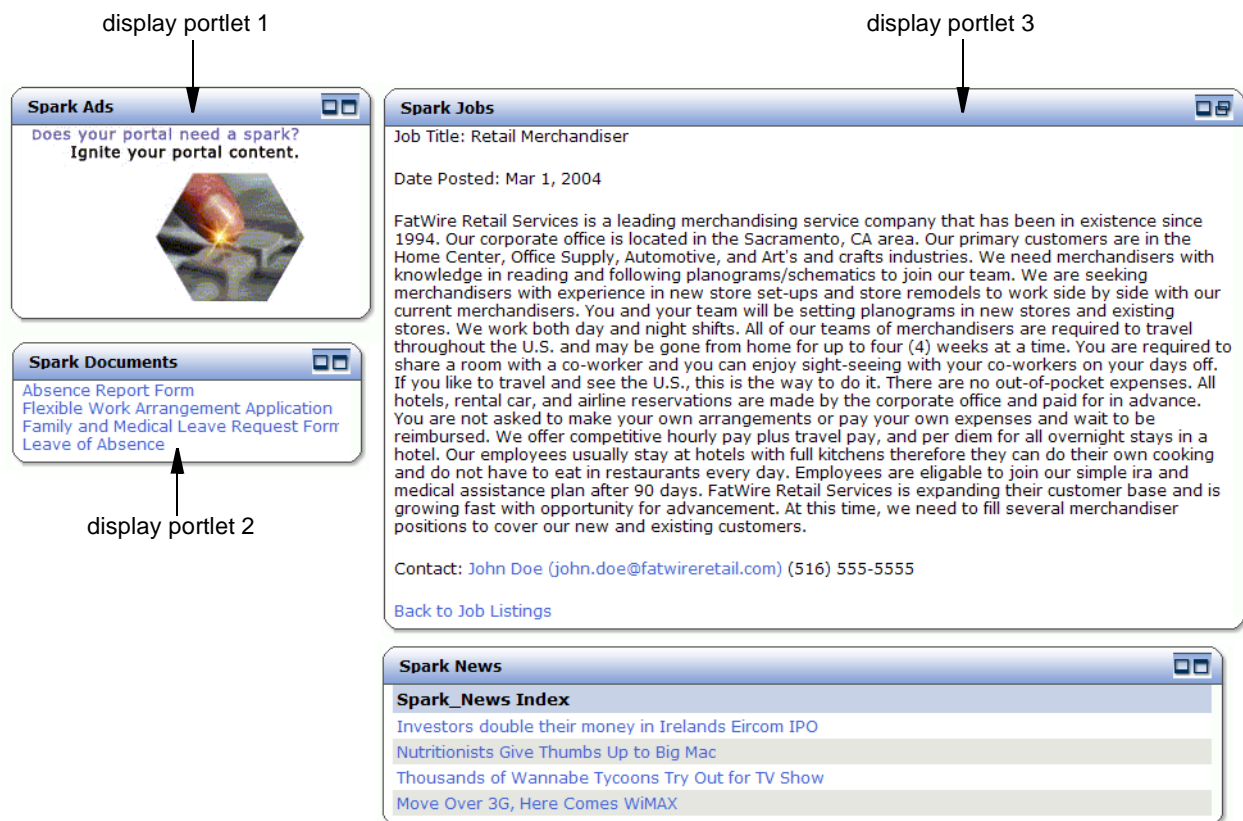 display portlet 1
display portlet 3
Spark Ads
Does your portal need a spark?
Ignite your portal content.
Spark Documents
Absence Report Form
Flexible Work Arrangement Application
Family and Medical Leave Request Form
Leave of Absence
display portlet 2
Spark Jobs
Job Title: Retail Merchandiser
Date Posted: Mar 1, 2004
FatWire Retail Services is a leading merchandising service company that has been in existence since
1994. Our corporate office is located in the Sacramento, CA area. Our primary customers are in the
Home Center, Office Supply, Automotive, and Art's and crafts industries. We need merchandisers with
knowledge in reading and following planograms/schematics to join our team. We are seeking
merchandisers with experience in new store set-ups and store remodels to work side by side with our
current merchandisers. You and your team will be setting planograms in new stores and existing
stores. We work both day and night shifts. All of our teams of merchandisers are required to travel
throughout the U.S. and may be gone from home for up to four (4) weeks at a time. You are required to
share a room with a co-worker and you can enjoy sight-seeing with your co-workers on your days off.
If you like to travel and see the U.S., this is the way to do it. There are no out-of-pocket expenses. All
hotels, rental car, and airline reservations are made by the corporate office and paid for in advance.
You are not asked to make your own arrangements or pay your own expenses and wait to be
reimbursed. We offer competitive hourly pay plus travel pay, and per diem for all overnight stays in a
hotel. Our employees usually stay at hotels with full kitchens therefore they can do their own cooking
and do not have to eat in restaurants every day. Employees are eligable to join our simple ira and
medical assistance plan after 90 days. FatWire Retail Services is expanding their customer base and is
growing fast with opportunity for advancement. At this time, we need to fill several merchandiser
positions to cover our new and existing customers.
Contact: John Doe (john.doe@fatwireretail.com) (516) 555-5555
Back to Job Listings
Spark News
Spark_News Index
Investors double their money in Irelands Eircom IPO
Nutritionists Give Thumbs Up to Big Mac
Thousands of Wannabe Tycoons Try Out for TV Show
Move Over 3G, Here Comes WiMAX